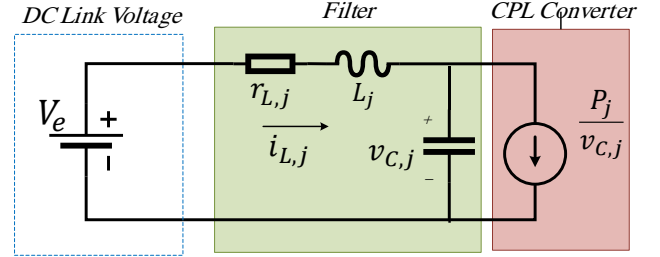 DC Link Voltage
Filter
CPL Converter
V_e
+
r_{L,j}
L_j
i_{L,j}
+
v_{C,j}
−
P_j
v_{C,j}